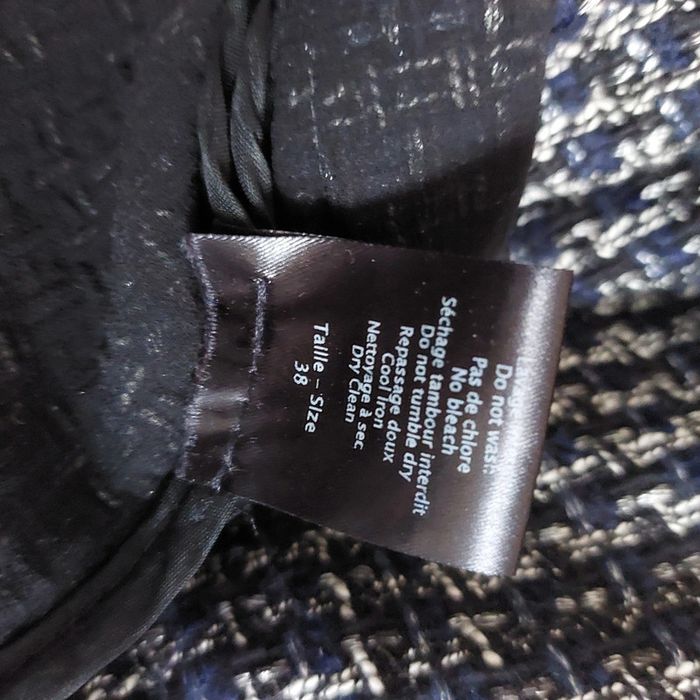 Do not wash
Pas de chlore
No bleach
Séchage tambour interdit
Do not tumble dry
Repassage doux
Cool Iron
Nettoyage à sec
Dry Clean
Taille - Size
38